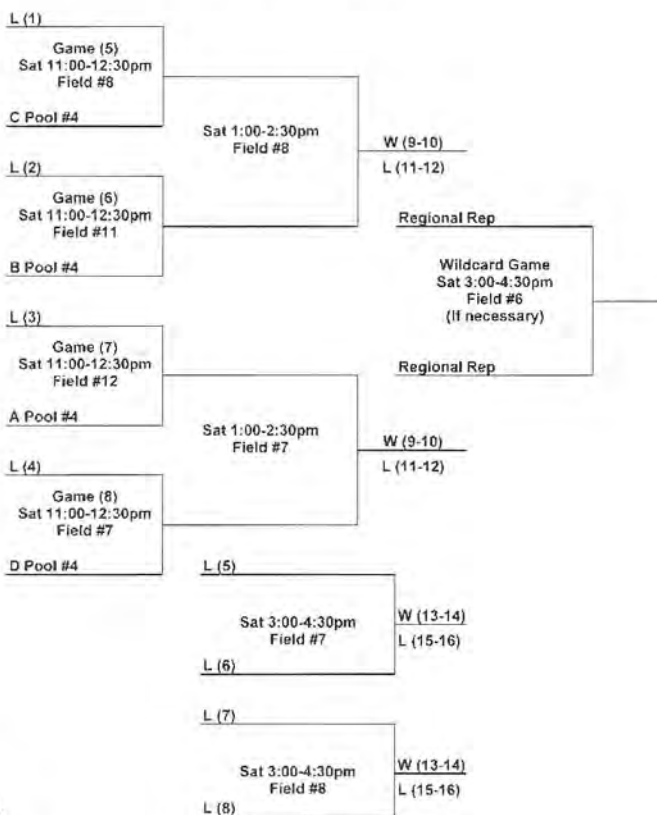 L (1)
Game (5)
Sat 11:00-12:30pm
Field #8
C Pool #4
Sat 1:00-2:30pm
Field #8
W (9-10)
L (11-12)
L (2)
Game (6)
Sat 11:00-12:30pm
Field #11
B Pool #4
Regional Rep
Wildcard Game
Sat 3:00-4:30pm
Field #6
(If necessary)
Regional Rep
L (3)
Game (7)
Sat 11:00-12:30pm
Field #12
A Pool #4
Sat 1:00-2:30pm
Field #7
W (9-10)
L (11-12)
L (4)
Game (8)
Sat 11:00-12:30pm
Field #7
D Pool #4
L (5)
Sat 3:00-4:30pm
Field #7
W (13-14)
L (15-16)
L (6)
L (7)
Sat 3:00-4:30pm
Field #8
W (13-14)
L (15-16)
L (8)